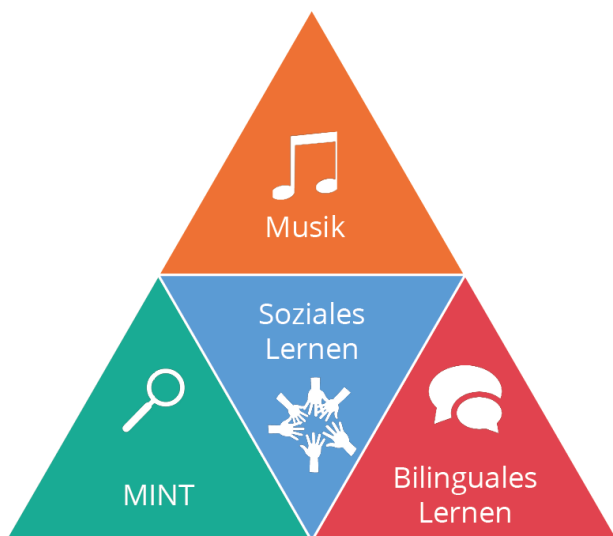 Musik
Soziales
Lernen
MINT
Bilinguales
Lernen